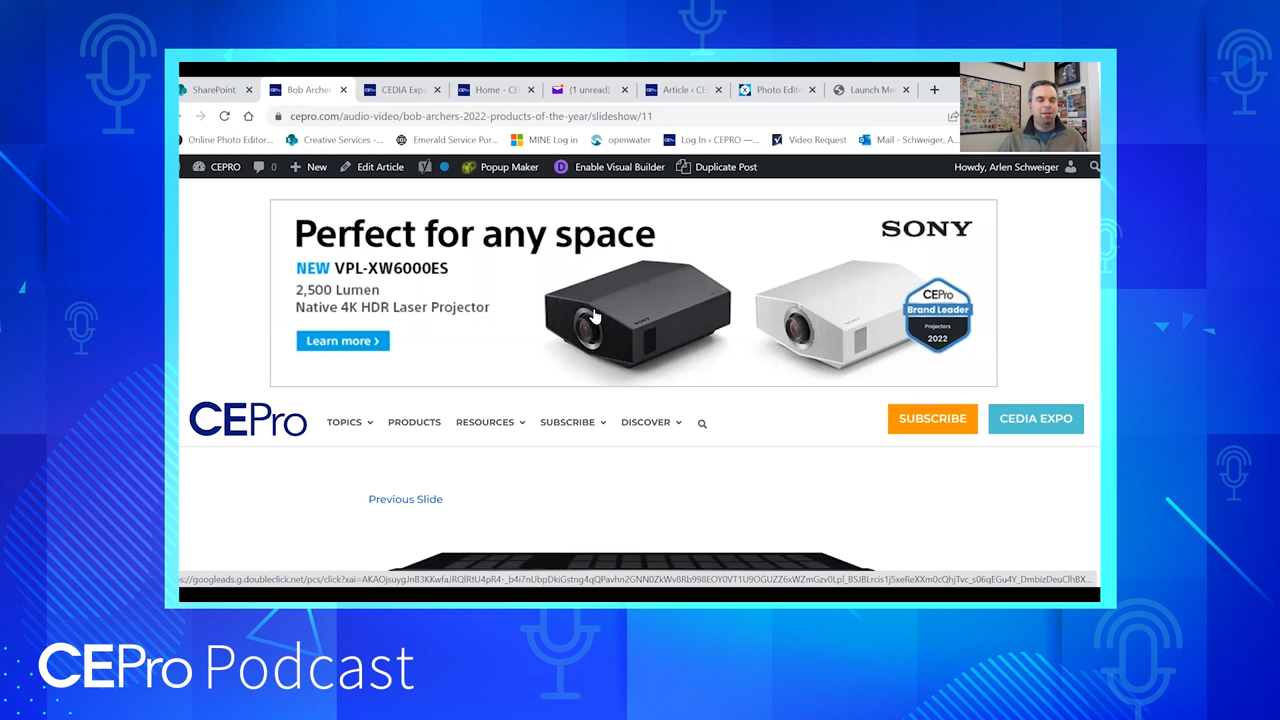 SharePoint
Bob Archer
CEDIA Exp
Home - CE
(1 unread)
Article ‹ CE
Photo Edit
Launch Me
cepro.com/audio-video/bob-archers-2022-products-of-the-year/slideshow/11
Online Photo Editor...
Creative Services -...
Emerald Service Por...
MINE Log in
openwater
Log In ‹ CEPRO —...
Video Request
Mail - Schweiger, A...
CEPRO
0
New
Edit Article
Popup Maker
Enable Visual Builder
Duplicate Post
Howdy, Arlen Schweiger
Perfect for any space
SONY
NEW VPL-XW6000ES
2,500 Lumen
Native 4K HDR Laser Projector
Learn more ›
SONY
SONY
CEPro
Brand Leader
Projectors
2022
CEPro
TOPICS
PRODUCTS
RESOURCES
SUBSCRIBE
DISCOVER
SUBSCRIBE
CEDIA EXPO
Previous Slide
CEPro Podcast